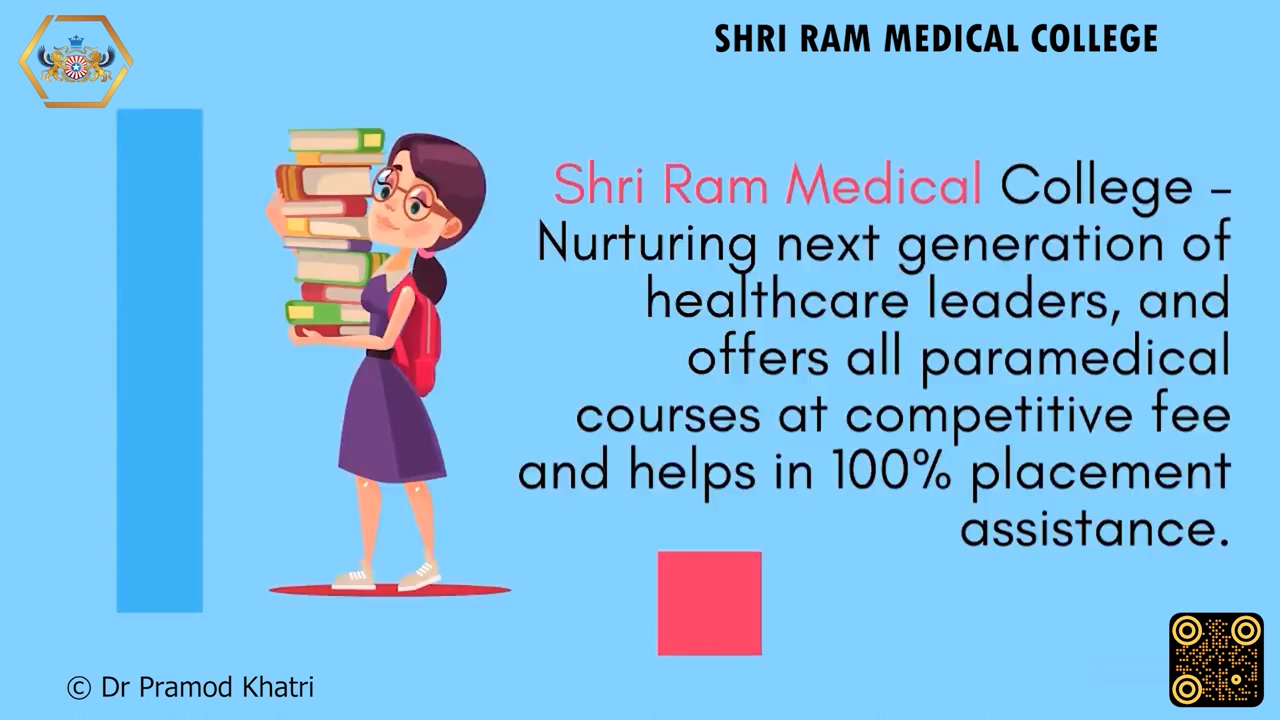 SHRI RAM MEDICAL COLLEGE
Shri Ram Medical College –
Nurturing next generation of
healthcare leaders, and
offers all paramedical
courses at competitive fee
and helps in 100% placement
assistance.
© Dr Pramod Khatri